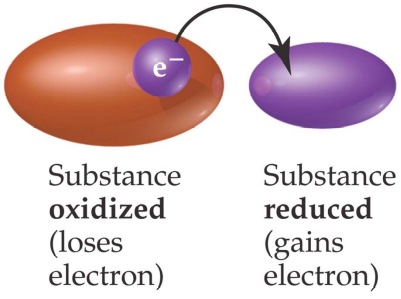 e⁻
Substance
oxidized
(loses
electron)
Substance
reduced
(gains
electron)